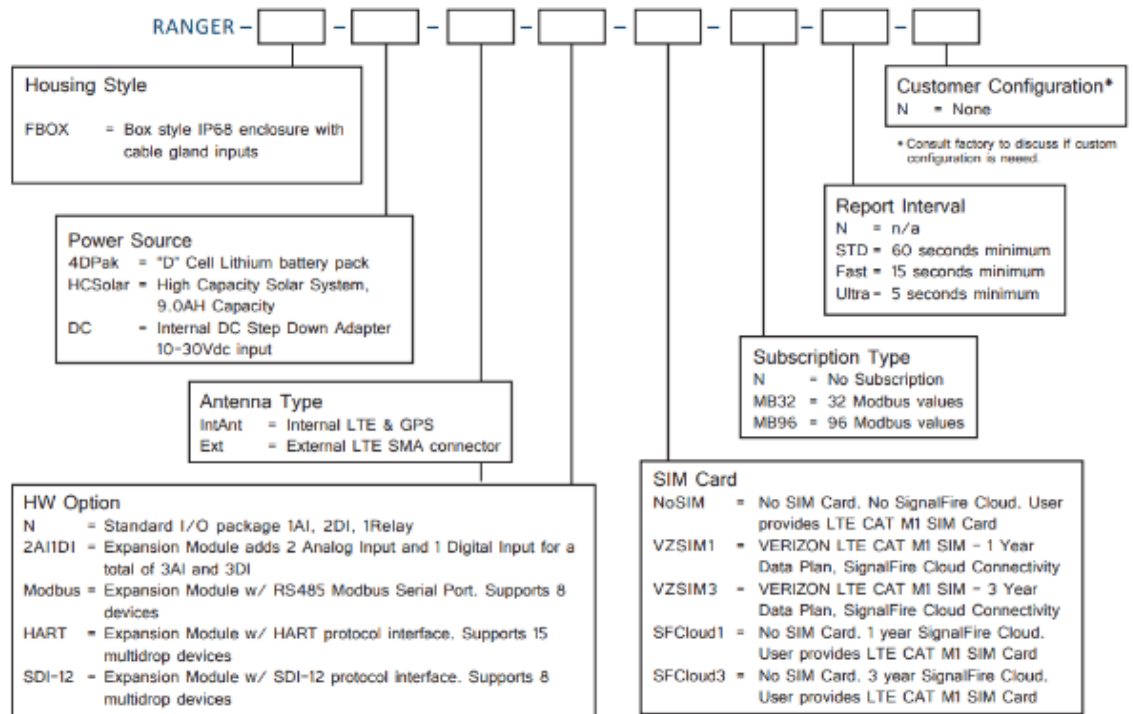 RANGER – – – – – – – –
Housing Style
FBOX = Box style IP68 enclosure with
cable gland inputs
Customer Configuration*
N = None
* Consult factory to discuss if custom
configuration is neeed.
Power Source
4DPak = "D" Cell Lithium battery pack
HCSolar = High Capacity Solar System,
9.0AH Capacity
DC = Internal DC Step Down Adapter
10-30Vdc input
Report Interval
N = n/a
STD = 60 seconds minimum
Fast = 15 seconds minimum
Ultra = 5 seconds minimum
Antenna Type
IntAnt = Internal LTE & GPS
Ext = External LTE SMA connector
Subscription Type
N = No Subscription
MB32 = 32 Modbus values
MB96 = 96 Modbus values
HW Option
N = Standard I/O package 1AI, 2DI, 1Relay
2AI1DI = Expansion Module adds 2 Analog Input and 1 Digital Input for a
total of 3AI and 3DI
Modbus = Expansion Module w/ RS485 Modbus Serial Port. Supports 8
devices
HART = Expansion Module w/ HART protocol interface. Supports 15
multidrop devices
SDI-12 = Expansion Module w/ SDI-12 protocol interface. Supports 8
multidrop devices
SIM Card
NoSIM = No SIM Card. No SignalFire Cloud. User
provides LTE CAT M1 SIM Card
VZSIM1 = VERIZON LTE CAT M1 SIM - 1 Year
Data Plan, SignalFire Cloud Connectivity
VZSIM3 = VERIZON LTE CAT M1 SIM - 3 Year
Data Plan, SignalFire Cloud Connectivity
SFCloud1 = No SIM Card. 1 year SignalFire Cloud.
User provides LTE CAT M1 SIM Card
SFCloud3 = No SIM Card. 3 year SignalFire Cloud.
User provides LTE CAT M1 SIM Card